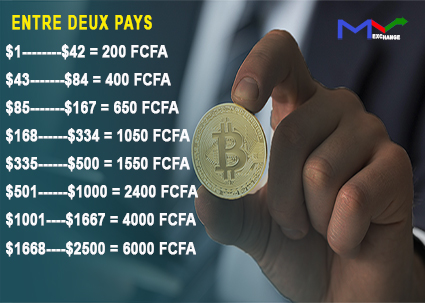 ENTRE DEUX PAYS
MV
EXCHANGE
$1--------$42 = 200 FCFA
$43-------$84 = 400 FCFA
$85-------$167 = 650 FCFA
$168------$334 = 1050 FCFA
$335------$500 = 1550 FCFA
$501------$1000 = 2400 FCFA
$1001----$1667 = 4000 FCFA
$1668----$2500 = 6000 FCFA